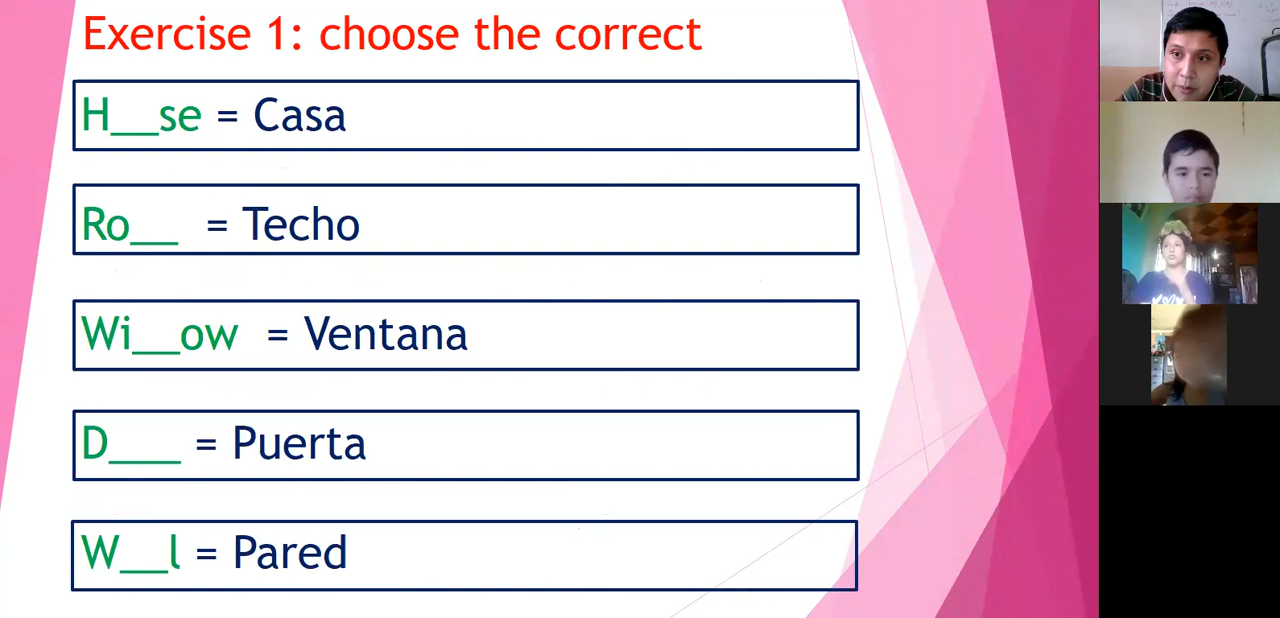 Exercise 1: choose the correct
H__se = Casa
Ro__ = Techo
Wi__ow = Ventana
D___ = Puerta
W__l = Pared